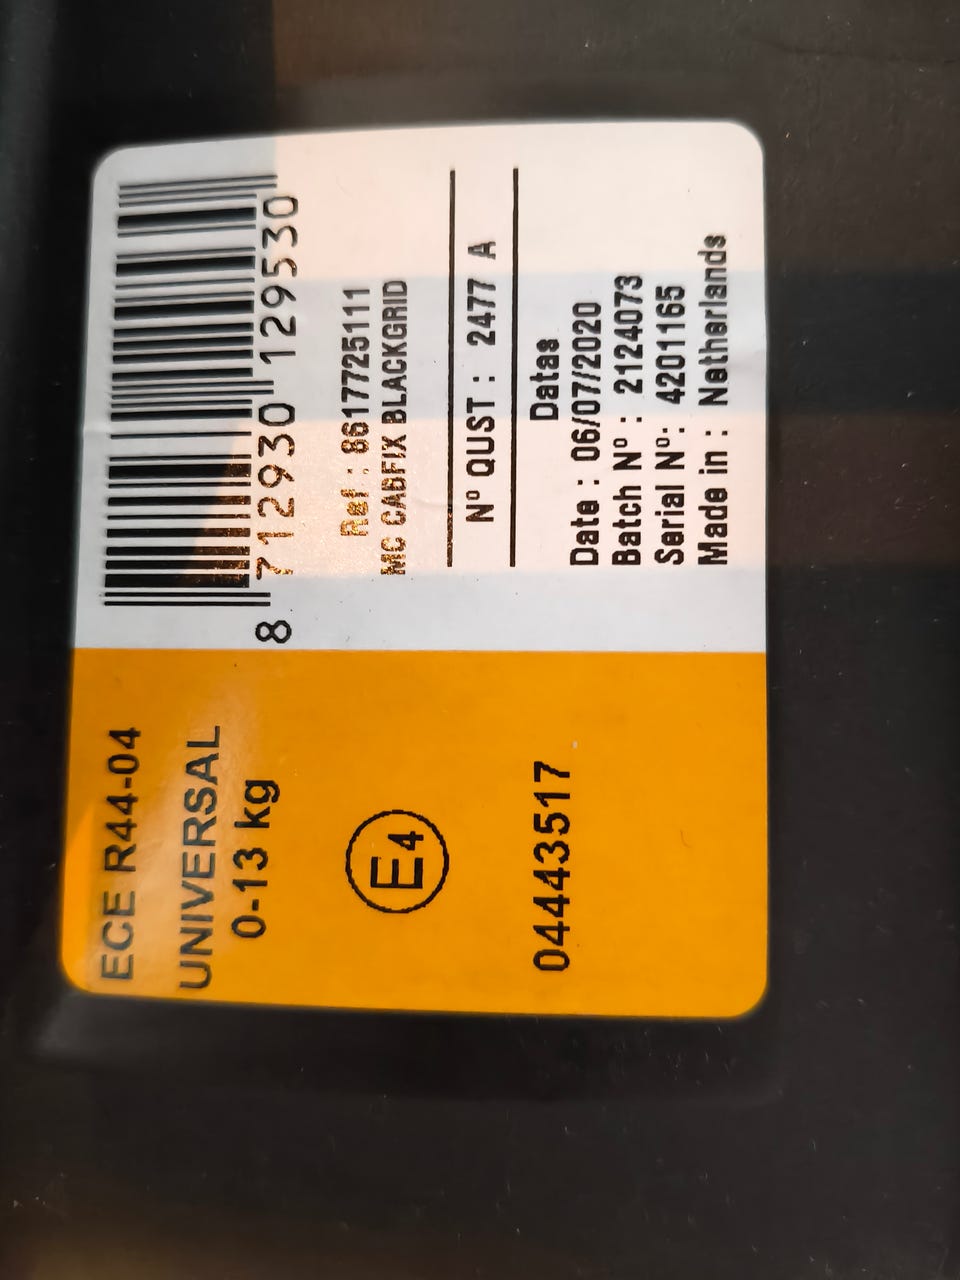 ECE R44-04
UNIVERSAL
0-13 kg
E4
04443517
8 712930 129530
Ref : 8617725111
MC CABFIX BLACKGRID
Nº QUST : 2477 A
Datas
Date : 06/07/2020
Batch Nº : 2124073
Serial Nº: 4201165
Made in : Netherlands